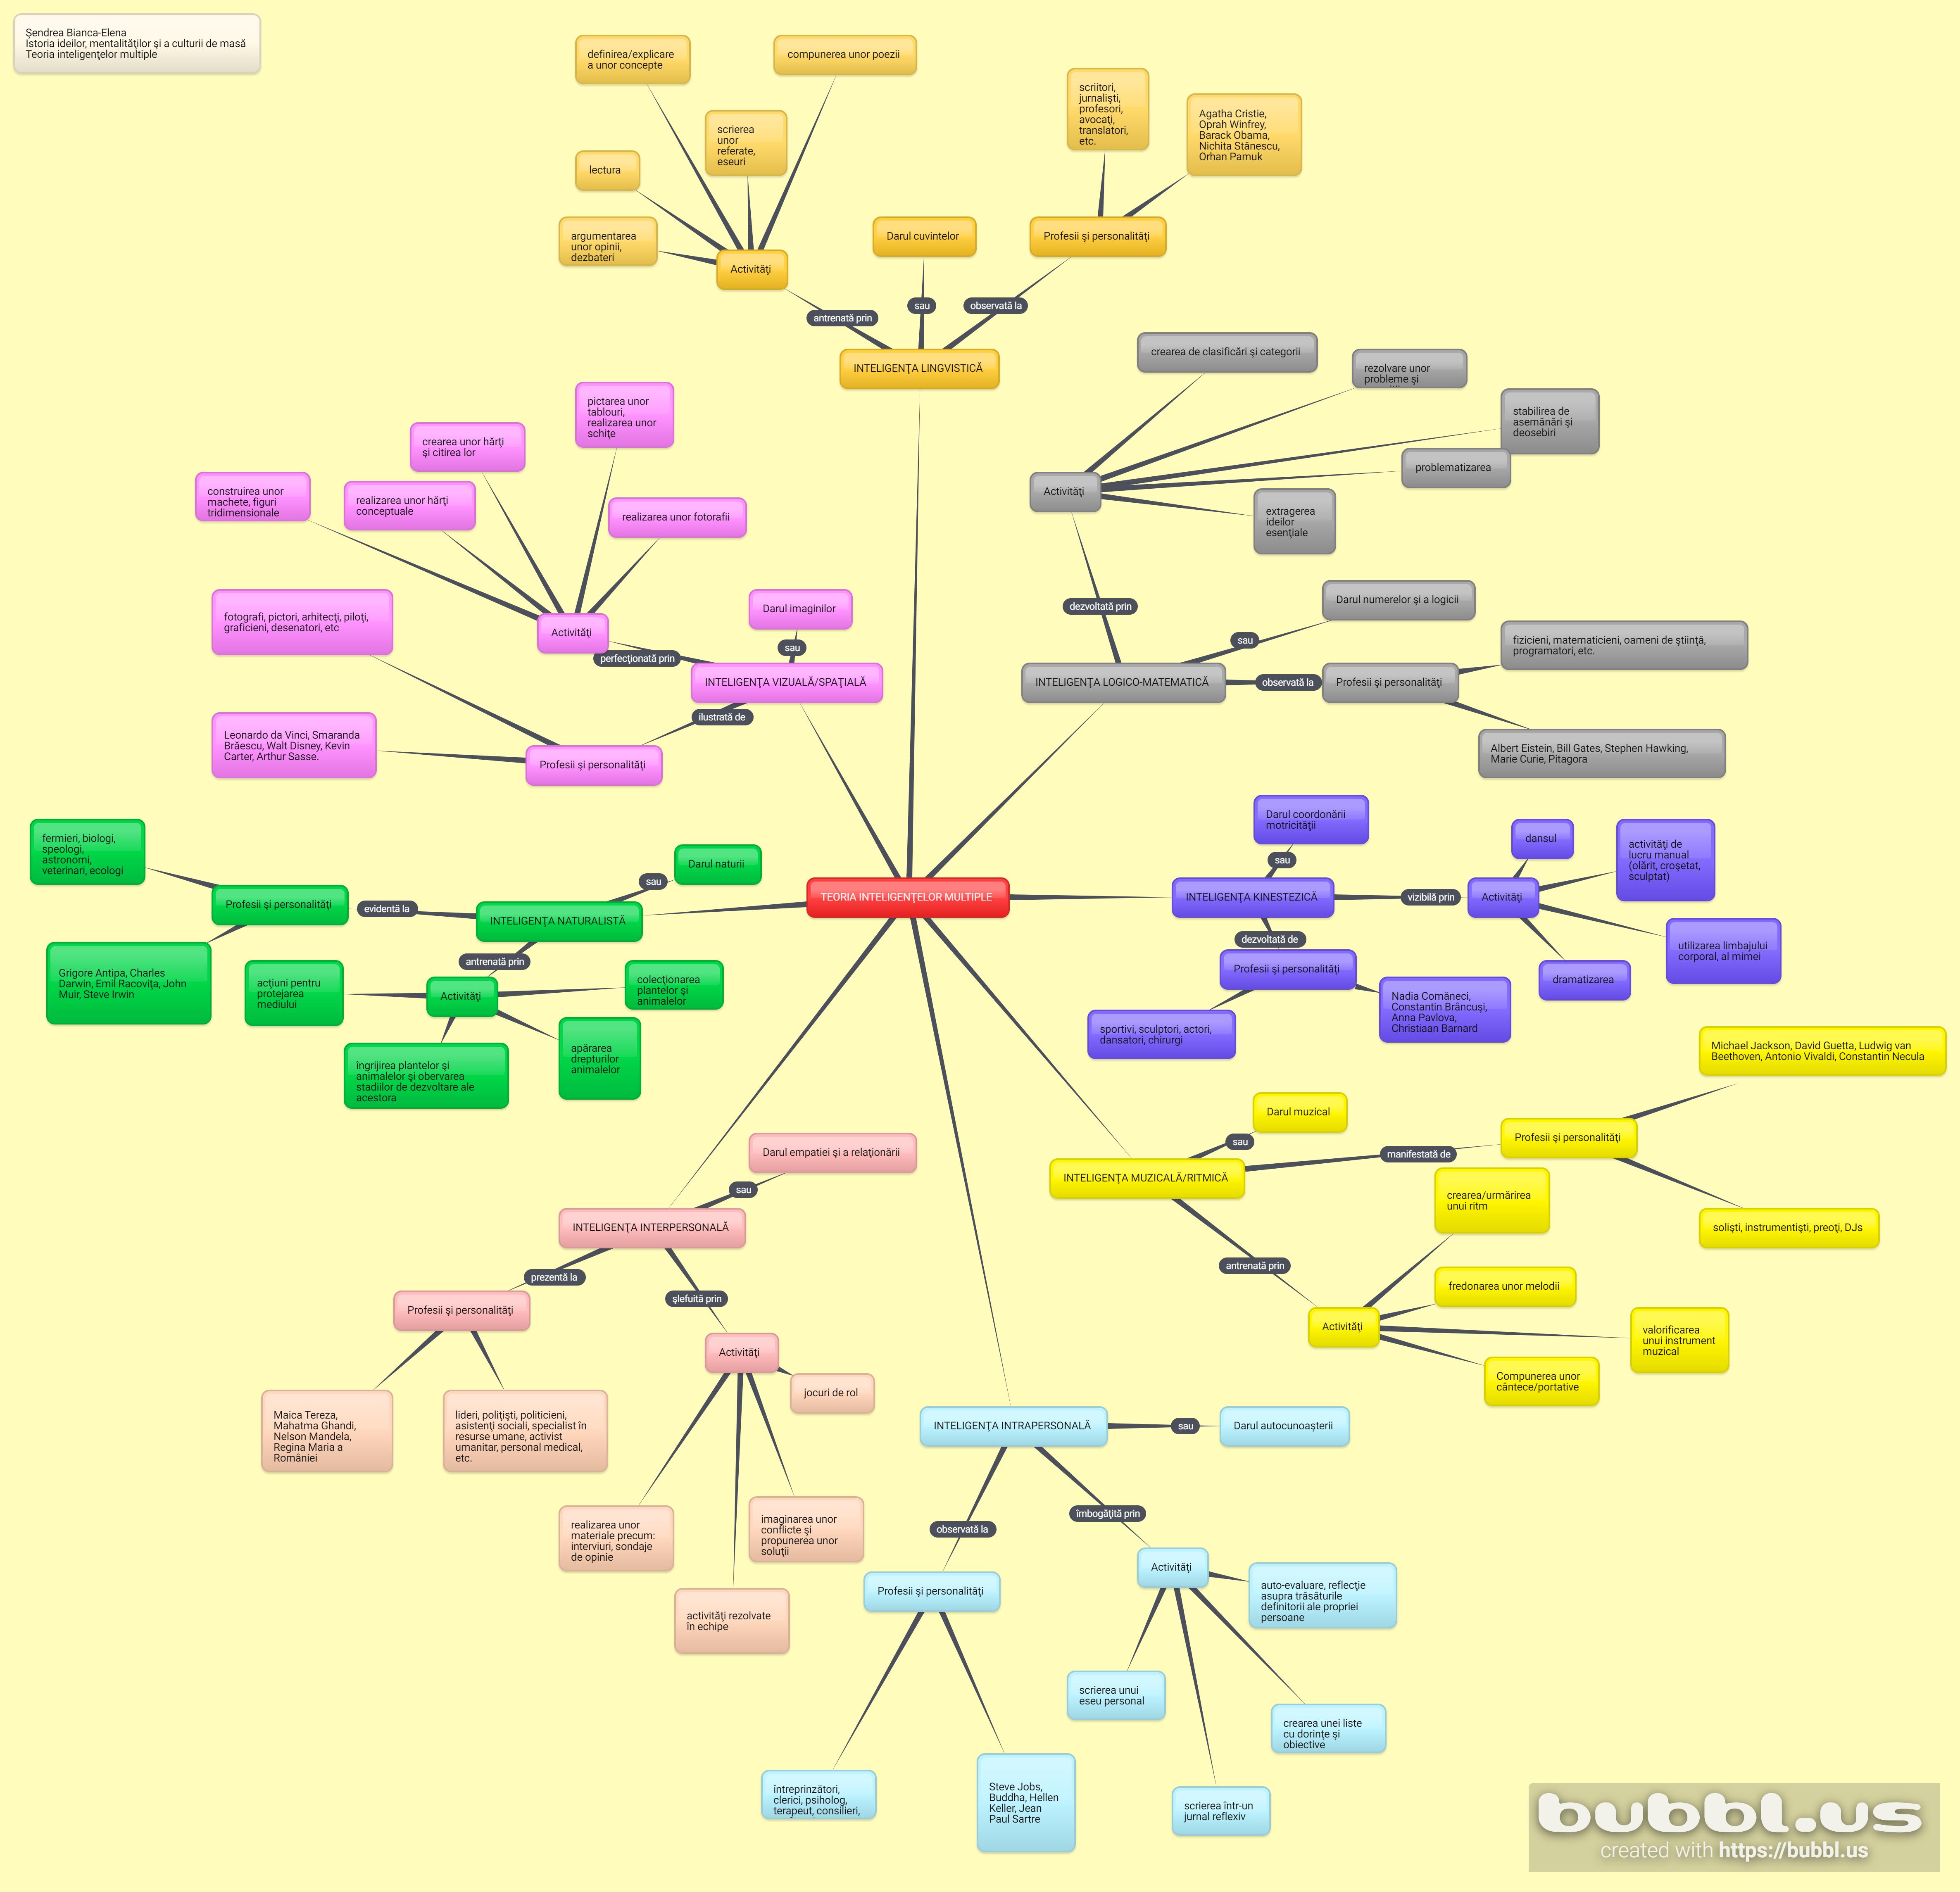 Şendrea Bianca-Elena
Istoria ideilor, mentalităţilor şi a culturii de masă
Teoria inteligenţelor multiple
definirea/explicare
a unor concepte
compunerea unor poezii
scrierea
unor
referate,
eseuri
lectura
argumentarea
unor opinii,
dezbateri
Activităţi
antrenată prin
Darul cuvintelor
sau
scriitori,
jurnalişti,
profesori,
avocaţi,
translatori,
etc.
Agatha Cristie,
Oprah Winfrey,
Barack Obama,
Nichita Stănescu,
Orhan Pamuk
Profesii şi personalităţi
observată la
INTELIGENŢA LINGVISTICĂ
crearea de clasificări şi categorii
rezolvare unor
probleme şi
stabilirea de
asemănări şi
deosebiri
problematizarea
extragerea
ideilor
esenţiale
Activităţi
dezvoltată prin
Darul numerelor şi a logicii
sau
INTELIGENŢA LOGICO-MATEMATICĂ
observată la
Profesii şi personalităţi
fizicieni, matematicieni, oameni de ştiinţă,
programatori, etc.
Albert Eistein, Bill Gates, Stephen Hawking,
Marie Curie, Pitagora
pictarea unor
tablouri,
realizarea unor
schiţe
crearea unor hărţi
şi citirea lor
construirea unor
machete, figuri
tridimensionale
realizarea unor hărţi
conceptuale
realizarea unor fotorafii
Activităţi
perfecţionată prin
Darul imaginilor
sau
INTELIGENŢA VIZUALĂ/SPAŢIALĂ
ilustrată de
fotografi, pictori, arhitecţi, piloţi,
graficieni, desenatori, etc
Leonardo da Vinci, Smaranda
Brăescu, Walt Disney, Kevin
Carter, Arthur Sasse.
Profesii şi personalităţi
TEORIA INTELIGENŢELOR MULTIPLE
fermieri, biologi,
speologi,
astronomi,
veterinari, ecologi
Profesii şi personalităţi
evidentă la
Grigore Antipa, Charles
Darwin, Emil Racoviţa, John
Muir, Steve Irwin
Darul naturii
sau
INTELIGENŢA NATURALISTĂ
antrenată prin
Activităţi
acţiuni pentru
protejarea
mediului
colecţionarea
plantelor şi
animalelor
îngrijirea plantelor şi
animalelor şi obervarea
stadiilor de dezvoltare ale
acestora
apărarea
drepturilor
animalelor
Darul coordonării
motricităţii
sau
INTELIGENŢA KINESTEZICĂ
vizibilă prin
Activităţi
dansul
activităţi de
lucru manual
(olărit, croşetat,
sculptat)
utilizarea limbajului
corporal, al mimei
dramatizarea
dezvoltată de
Profesii şi personalităţi
sportivi, sculptori, actori,
dansatori, chirurgi
Nadia Comăneci,
Constantin Brâncuşi,
Anna Pavlova,
Christiaan Barnard
Michael Jackson, David Guetta, Ludwig van
Beethoven, Antonio Vivaldi, Constantin Necula
Darul muzical
sau
INTELIGENŢA MUZICALĂ/RITMICĂ
manifestată de
Profesii şi personalităţi
solişti, instrumentişti, preoţi, DJs
antrenată prin
Activităţi
crearea/urmărirea
unui ritm
fredonarea unor melodii
valorificarea
unui instrument
muzical
Compunerea unor
cântece/portative
Darul empatiei şi a relaţionării
sau
INTELIGENŢA INTERPERSONALĂ
prezentă la
Profesii şi personalităţi
Maica Tereza,
Mahatma Ghandi,
Nelson Mandela,
Regina Maria a
României
lideri, poliţişti, politicieni,
asistenţi sociali, specialist în
resurse umane, activist
umanitar, personal medical,
etc.
şlefuită prin
Activităţi
jocuri de rol
realizarea unor
materiale precum:
interviuri, sondaje
de opinie
imaginarea unor
conflicte şi
propunerea unor
soluţii
activităţi rezolvate
în echipe
INTELIGENŢA INTRAPERSONALĂ
sau
Darul autocunoaşterii
observată la
Profesii şi personalităţi
întreprinzători,
clerici, psiholog,
terapeut, consilieri,
Steve Jobs,
Buddha, Hellen
Keller, Jean
Paul Sartre
îmbogăţită prin
Activităţi
auto-evaluare, reflecţie
asupra trăsăturile
definitorii ale propriei
persoane
scrierea unui
eseu personal
crearea unei liste
cu dorinţe şi
obiective
scrierea într-un
jurnal reflexiv
bubbl.us
created with https://bubbl.us